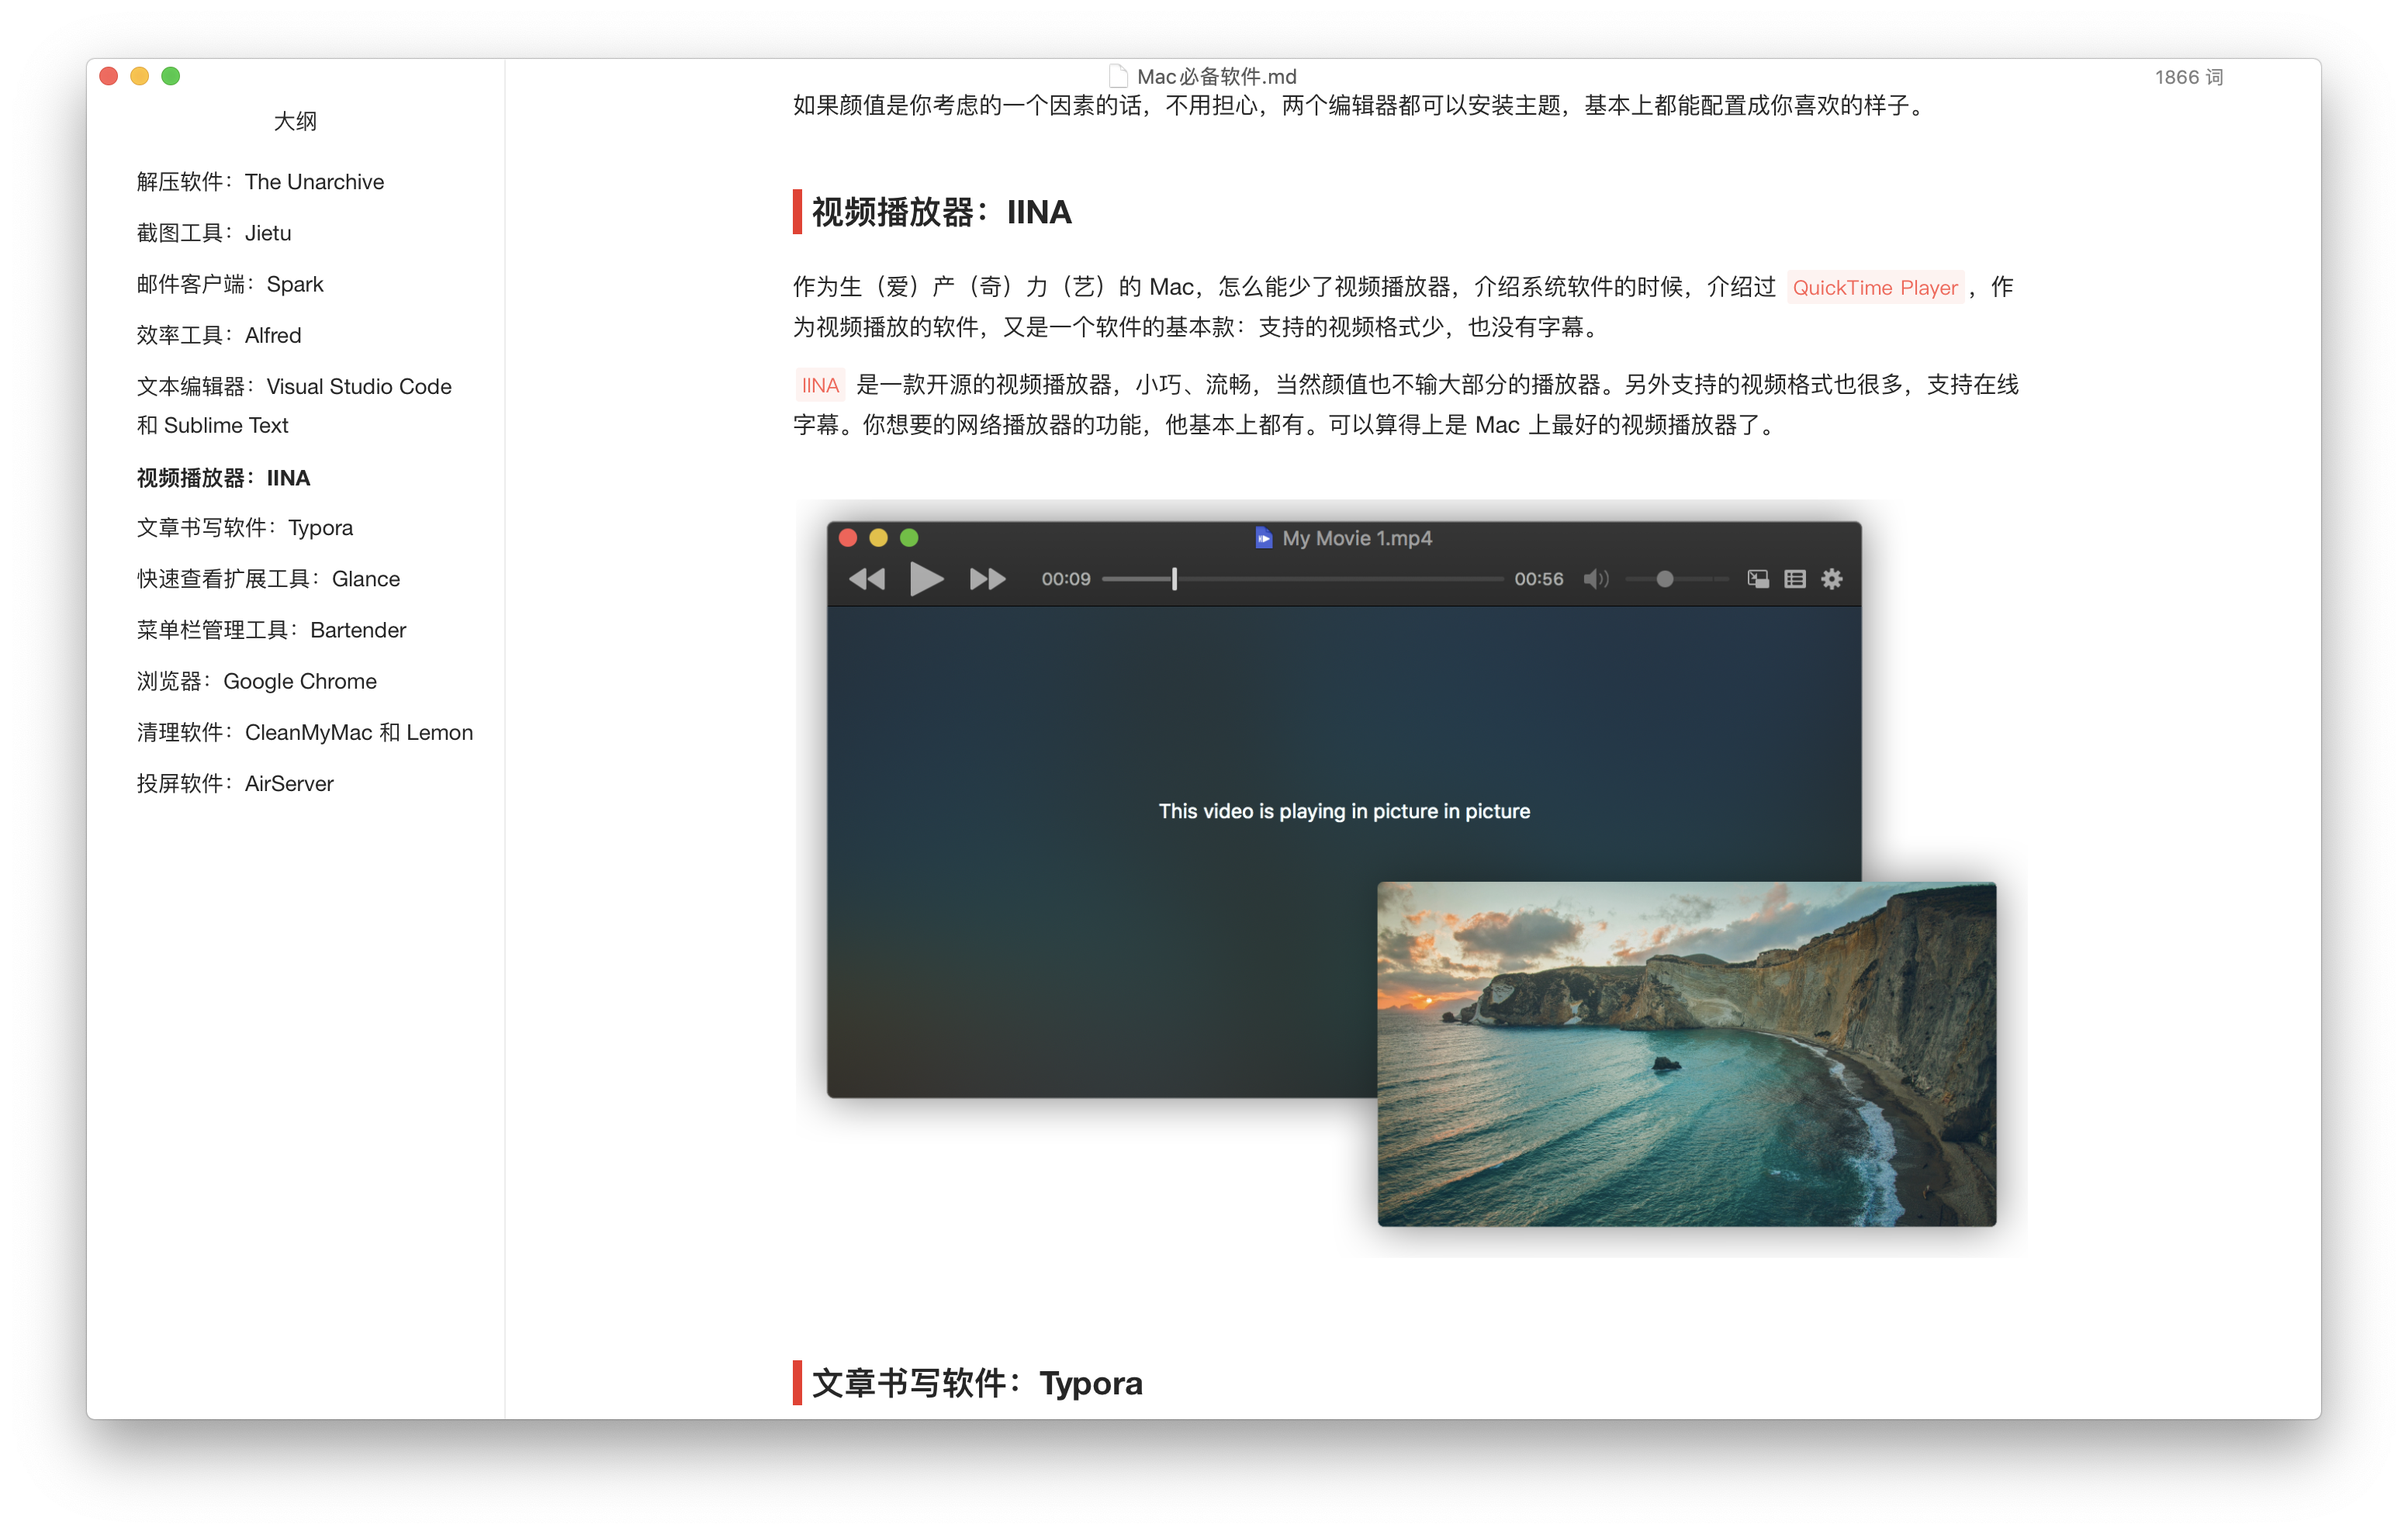 Mac必备软件.md
1866 词
大纲
解压软件：The Unarchive
截图工具：Jietu
邮件客户端：Spark
效率工具：Alfred
文本编辑器：Visual Studio Code
和 Sublime Text
视频播放器：IINA
文章书写软件：Typora
快速查看扩展工具：Glance
菜单栏管理工具：Bartender
浏览器：Google Chrome
清理软件：CleanMyMac 和 Lemon
投屏软件：AirServer
如果颜值是你考虑的一个因素的话，不用担心，两个编辑器都可以安装主题，基本上都能配置成你喜欢的样子。
视频播放器：IINA
作为生（爱）产（奇）力（艺）的 Mac，怎么能少了视频播放器，介绍系统软件的时候，介绍过 QuickTime Player，作
为视频播放的软件，又是一个软件的基本款：支持的视频格式少，也没有字幕。
IINA 是一款开源的视频播放器，小巧、流畅，当然颜值也不输大部分的播放器。另外支持的视频格式也很多，支持在线
字幕。你想要的网络播放器的功能，他基本上都有。可以算得上是 Mac 上最好的视频播放器了。
My Movie 1.mp4
00:09
00:56
This video is playing in picture in picture
文章书写软件：Typora